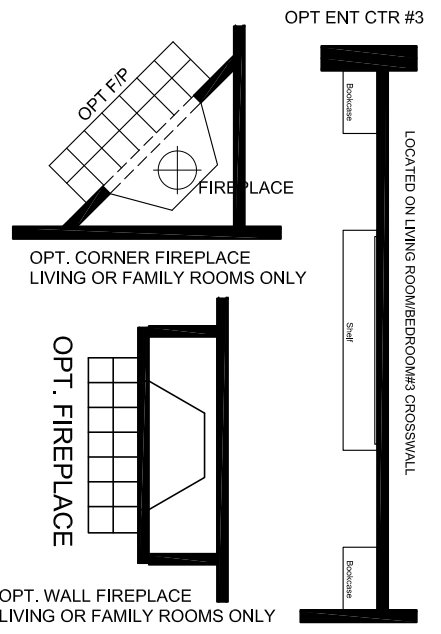 OPT ENT CTR #3
OPT F/P
FIREPLACE
OPT. CORNER FIREPLACE
LIVING OR FAMILY ROOMS ONLY
OPT. FIREPLACE
OPT. WALL FIREPLACE
LIVING OR FAMILY ROOMS ONLY
Bookcase
Shelf
Bookcase
LOCATED ON LIVING ROOM/BEDROOM#3 CROSSWALL